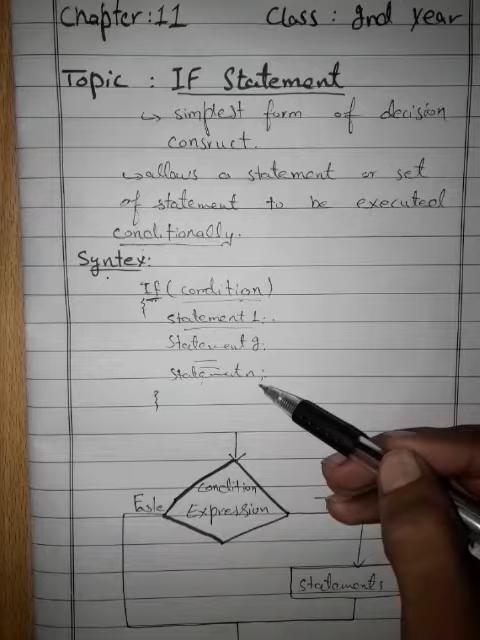 Chapter:11 Class: 2nd year
Topic : IF Statement
↳ simplest form of decision
construct.
↳ allows a statement or set
of statement to be executed
conditionally.
Syntex:
If (condition)
{
Statement 1;
Statement 2;
Statement n;
}
Condition
Expression
False
Statements